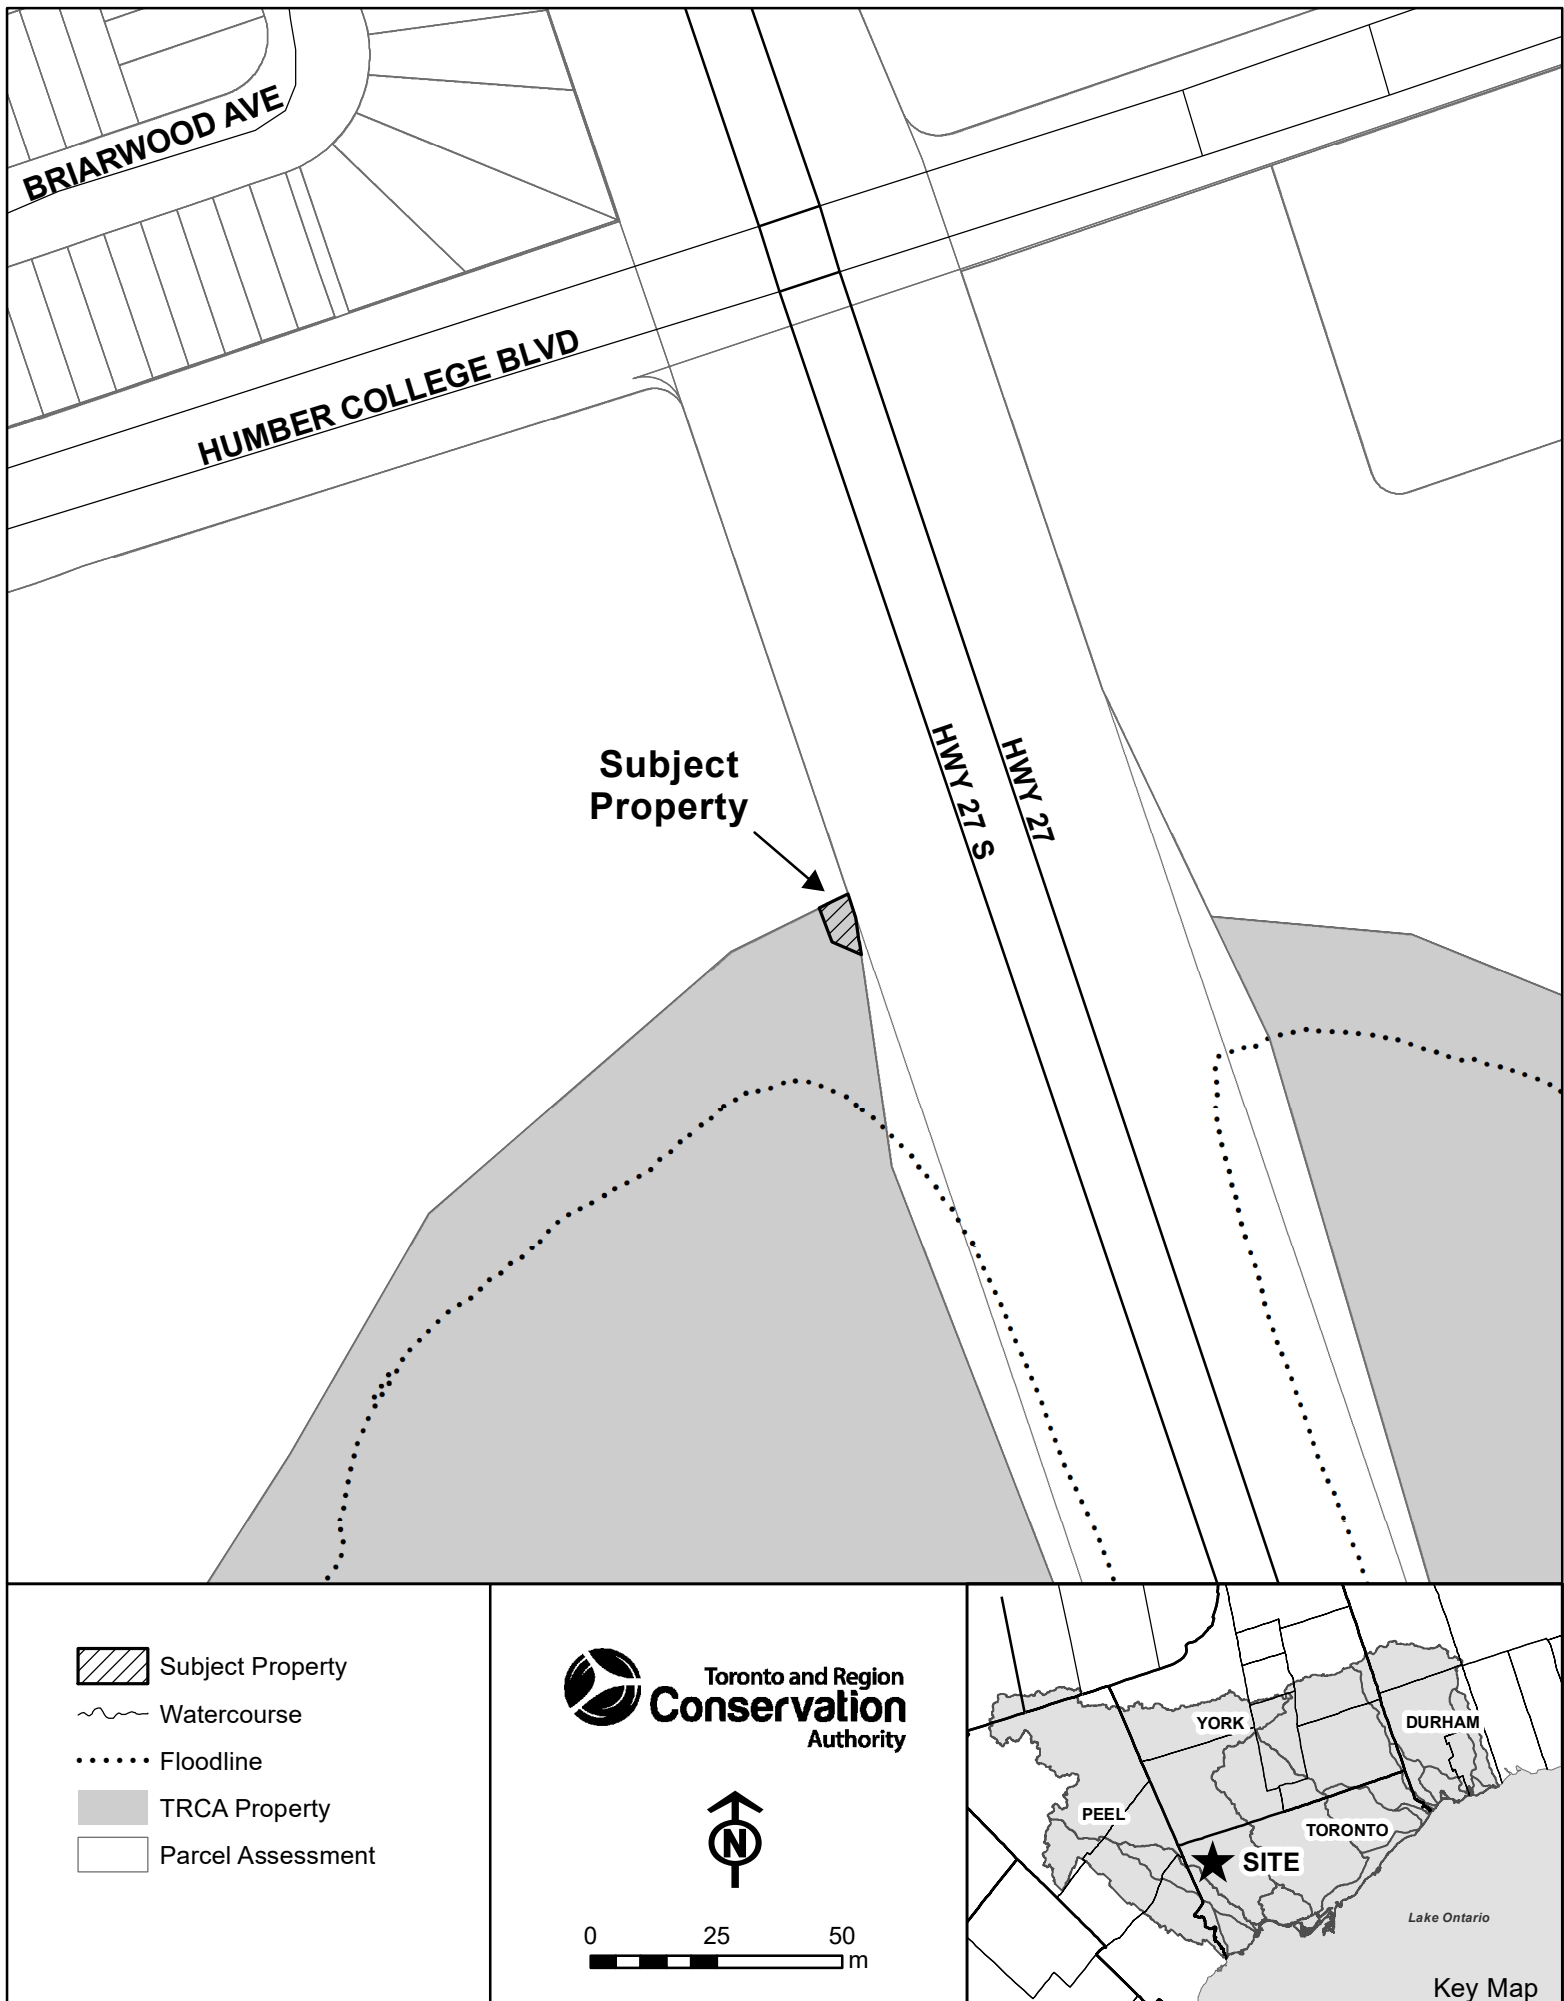 BRIARWOOD AVE
HUMBER COLLEGE BLVD
Subject
Property
HWY 27 S
HWY 27
Subject Property
Watercourse
Floodline
TRCA Property
Parcel Assessment
Toronto and Region
Conservation
Authority
N
0 25 50
m
YORK
DURHAM
PEEL
TORONTO
SITE
Lake Ontario
Key Map